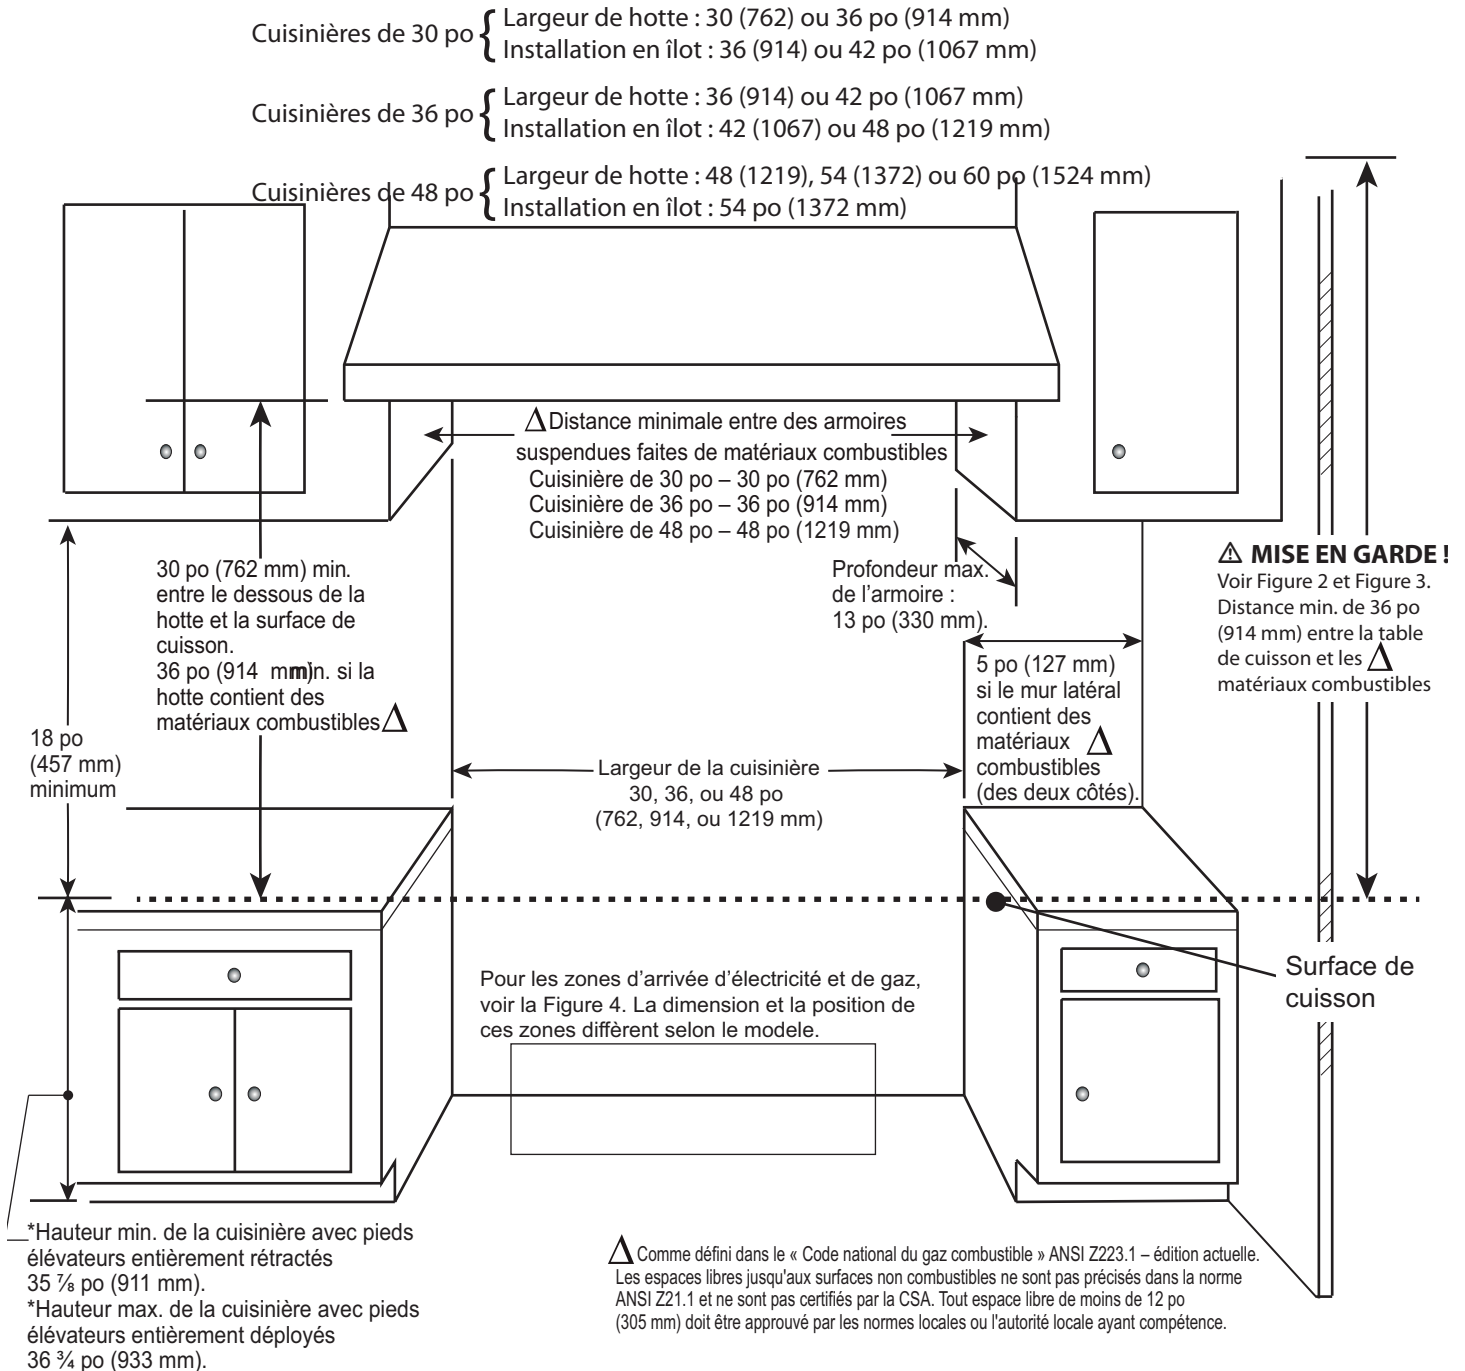 Cuisinières de 30 po { Largeur de hotte : 30 (762) ou 36 po (914 mm)
Installation en îlot : 36 (914) ou 42 po (1067 mm)
Cuisinières de 36 po { Largeur de hotte : 36 (914) ou 42 po (1067 mm)
Installation en îlot : 42 (1067) ou 48 po (1219 mm)
Cuisinières de 48 po { Largeur de hotte : 48 (1219), 54 (1372) ou 60 po (1524 mm)
Installation en îlot : 54 po (1372 mm)
Δ Distance minimale entre des armoires
suspendues faites de matériaux combustibles
Cuisinière de 30 po – 30 po (762 mm)
Cuisinière de 36 po – 36 po (914 mm)
Cuisinière de 48 po – 48 po (1219 mm)
30 po (762 mm) min.
entre le dessous de la
hotte et la surface de
cuisson.
36 po (914 mm) min. si la
hotte contient des
matériaux combustibles Δ
Profondeur max.
de l'armoire :
13 po (330 mm).
⚠ MISE EN GARDE !
Voir Figure 2 et Figure 3.
Distance min. de 36 po
(914 mm) entre la table
de cuisson et les Δ
matériaux combustibles
5 po (127 mm)
si le mur latéral
contient des
matériaux Δ
combustibles
(des deux côtés).
18 po
(457 mm)
minimum
Largeur de la cuisinière
30, 36, ou 48 po
(762, 914, ou 1219 mm)
Pour les zones d'arrivée d'électricité et de gaz,
voir la Figure 4. La dimension et la position de
ces zones diffèrent selon le modele.
Surface de
cuisson
*Hauteur min. de la cuisinière avec pieds
élévateurs entièrement rétractés
35 ⅞ po (911 mm).
*Hauteur max. de la cuisinière avec pieds
élévateurs entièrement déployés
36 ¾ po (933 mm).
Δ Comme défini dans le « Code national du gaz combustible » ANSI Z223.1 – édition actuelle.
Les espaces libres jusqu'aux surfaces non combustibles ne sont pas précisés dans la norme
ANSI Z21.1 et ne sont pas certifiés par la CSA. Tout espace libre de moins de 12 po
(305 mm) doit être approuvé par les normes locales ou l'autorité locale ayant compétence.